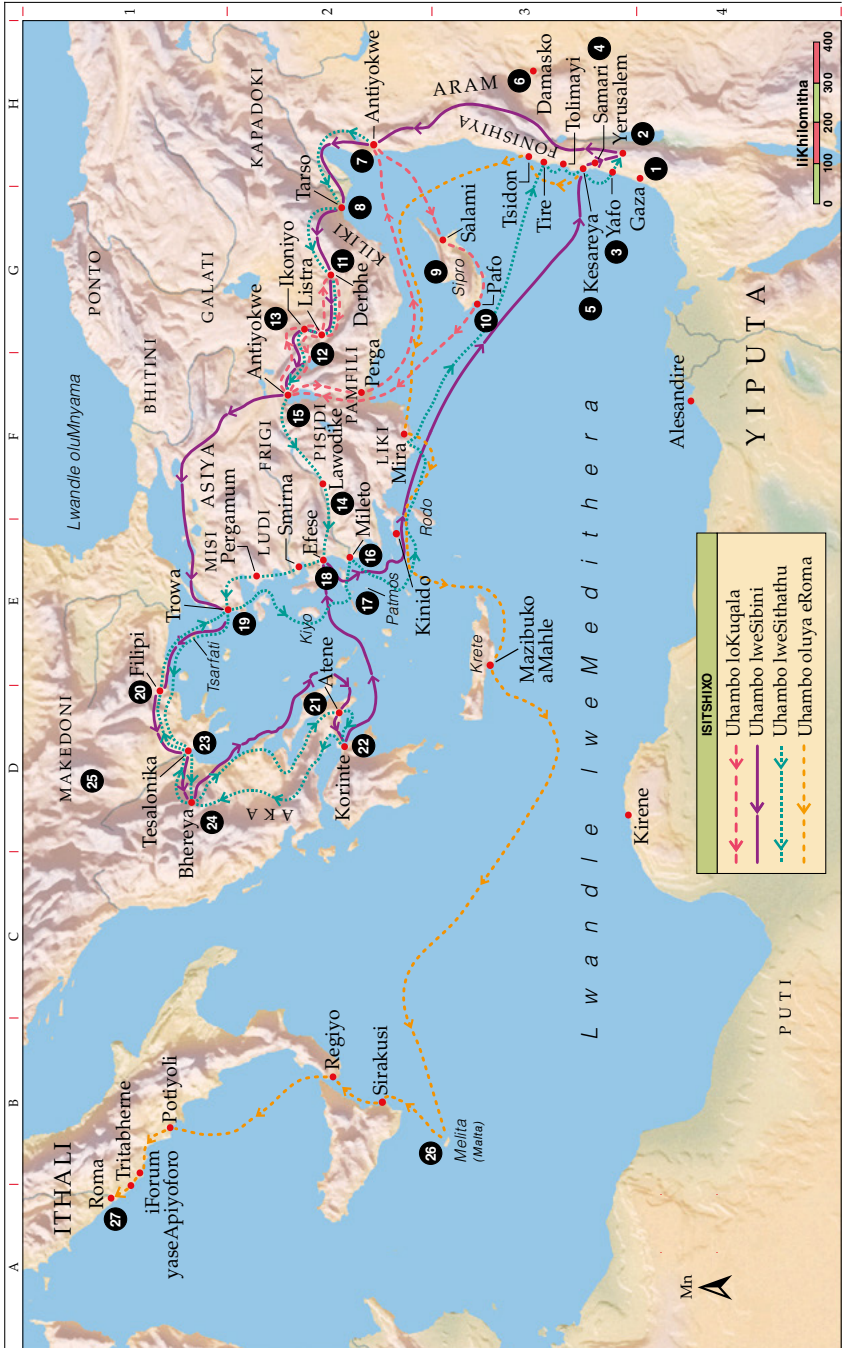 A
B
C
D
E
F
G
H
1
2
3
4
ITHALI
Roma
27
Tritabherne
iForum
yaseApiyoforo
Potiyoli
Regiyo
Sirakusi
26
Melita
(Malta)
MAKEDONI
25
Filipi
20
Tesalonika
23
Bhereya
24
AKA
Atene
21
Korinte
22
Tsarfati
Trowa
19
Kiyo
Lwandle oluMnyama
BHITINI
PONTO
GALATI
KAPADOKI
ASIYA
MISI
Pergamum
LUDI
Smirna
Efese
18
FRIGI
PISIDI
Lawodike
14
Mileto
16
17
Patmos
Kinido
Rodo
LIKI
Mira
Antiyokwe
15
PAMFILI
Perga
13
Ikoniyo
Listra
12
Derbhe
11
KILIKI
Tarso
8
Antiyokwe
7
Krete
Mazibuko
aMahle
Sipro
9
Salami
Pafo
10
ARAM
FONISHIYA
6
Damasko
Tsidon
Tire
Tolimayi
4
Samari
Yerusalem
2
Kesareya
5
Yafo
3
Gaza
1
Lwandle lweMedithera
Kirene
PUTI
Alesandire
YIPUTA
Mn
ISITSHIXO
Uhambo loKuqala
Uhambo lweSibini
Uhambo lweSithathu
Uhambo oluya eRoma
liKhilomitha
0 100 200 300 400